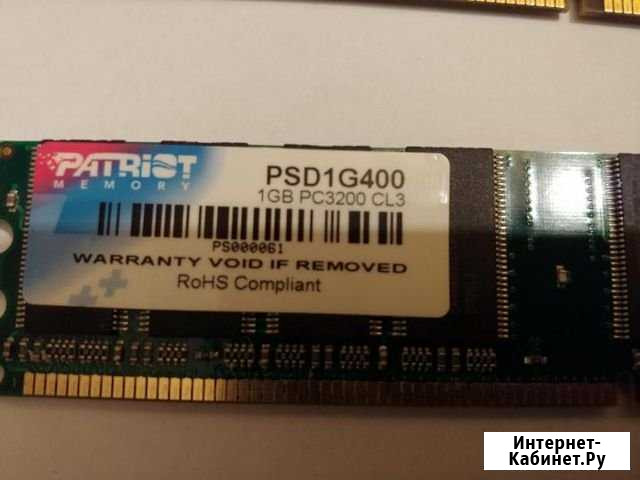 PATRIOT
MEMORY
PSD1G400
1GB PC3200 CL3
PS000061
WARRANTY VOID IF REMOVED
RoHS Compliant
Интернет-
Кабинет.Ру